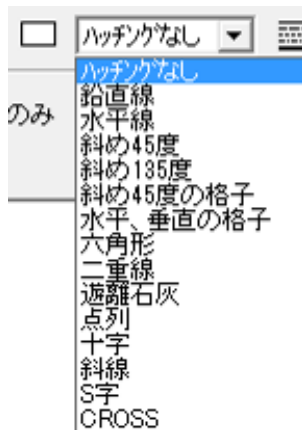 ハッチングなし
ハッチングなし
鉛直線
のみ
水平線
斜め45度
斜め135度
斜め45度の格子
水平、垂直の格子
六角形
二重線
遊離石灰
点列
十字
斜線
S字
CROSS